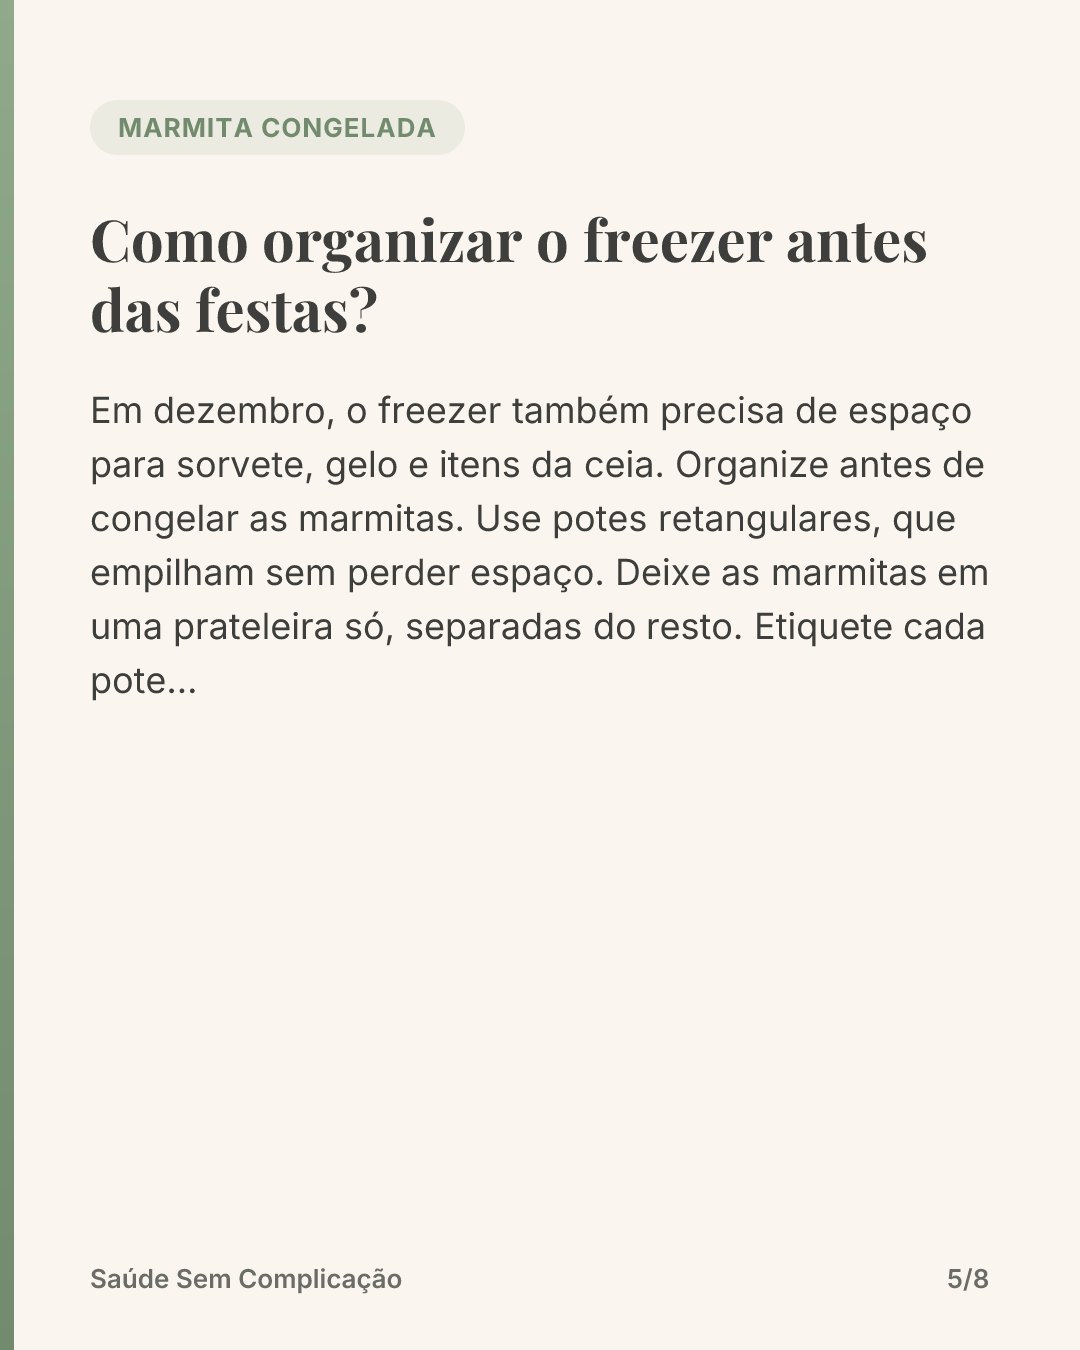 MARMITA CONGELADA
Como organizar o freezer antes
das festas?
Em dezembro, o freezer também precisa de espaço
para sorvete, gelo e itens da ceia. Organize antes de
congelar as marmitas. Use potes retangulares, que
empilham sem perder espaço. Deixe as marmitas em
uma prateleira só, separadas do resto. Etiquete cada
pote...
Saúde Sem Complicação
5/8